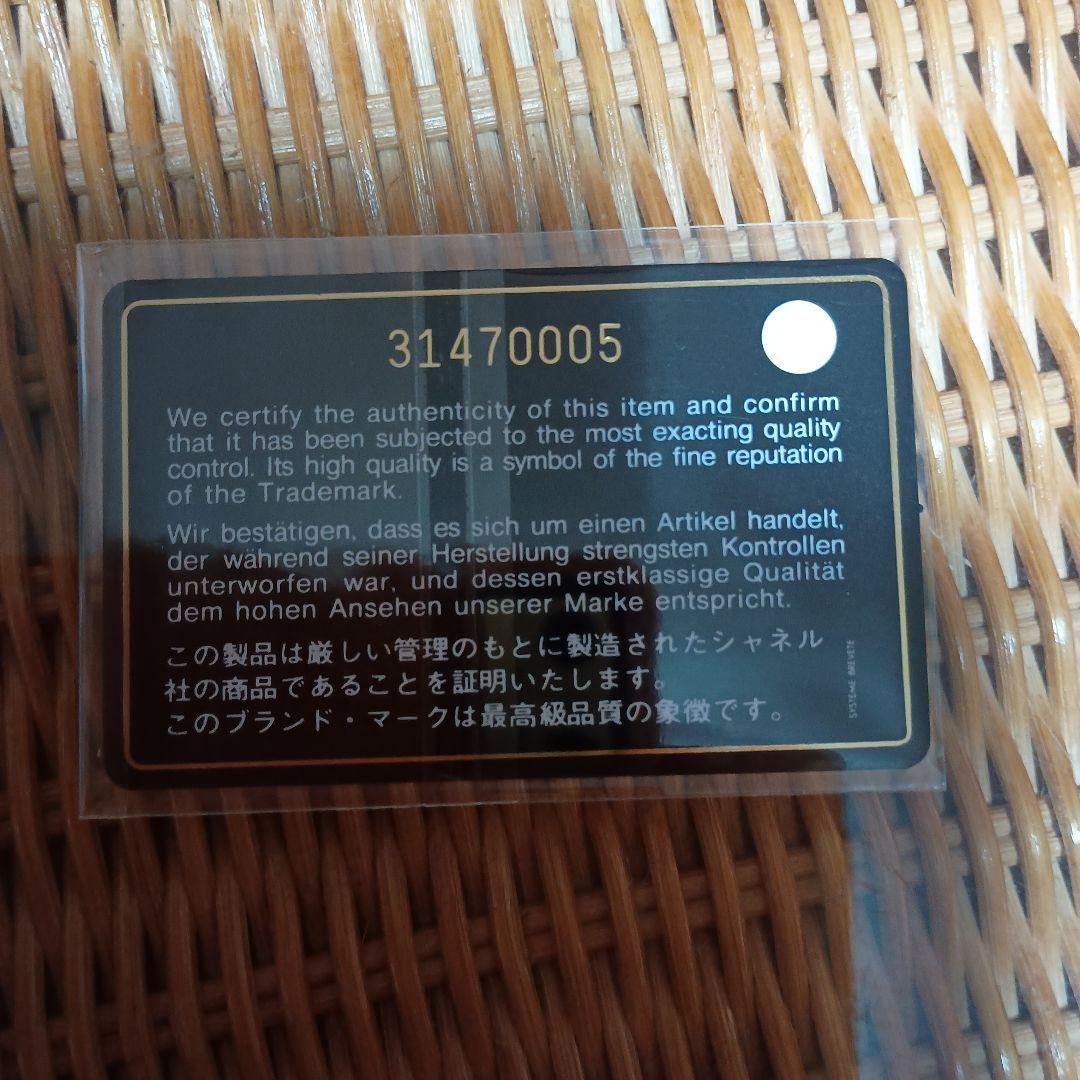 31470005
We certify the authenticity of this item and confirm
that it has been subjected to the most exacting quality
control. Its high quality is a symbol of the fine reputation
of the Trademark.
Wir bestätigen, dass es sich um einen Artikel handelt,
der während seiner Herstellung strengsten Kontrollen
unterworfen war, und dessen erstklassige Qualität
dem hohen Ansehen unserer Marke entspricht.
この製品は厳しい管理のもとに製造されたシャネル
社の商品であることを証明いたします。
このブランド・マークは最高級品質の象徴です。
SYSTEME BREVETE